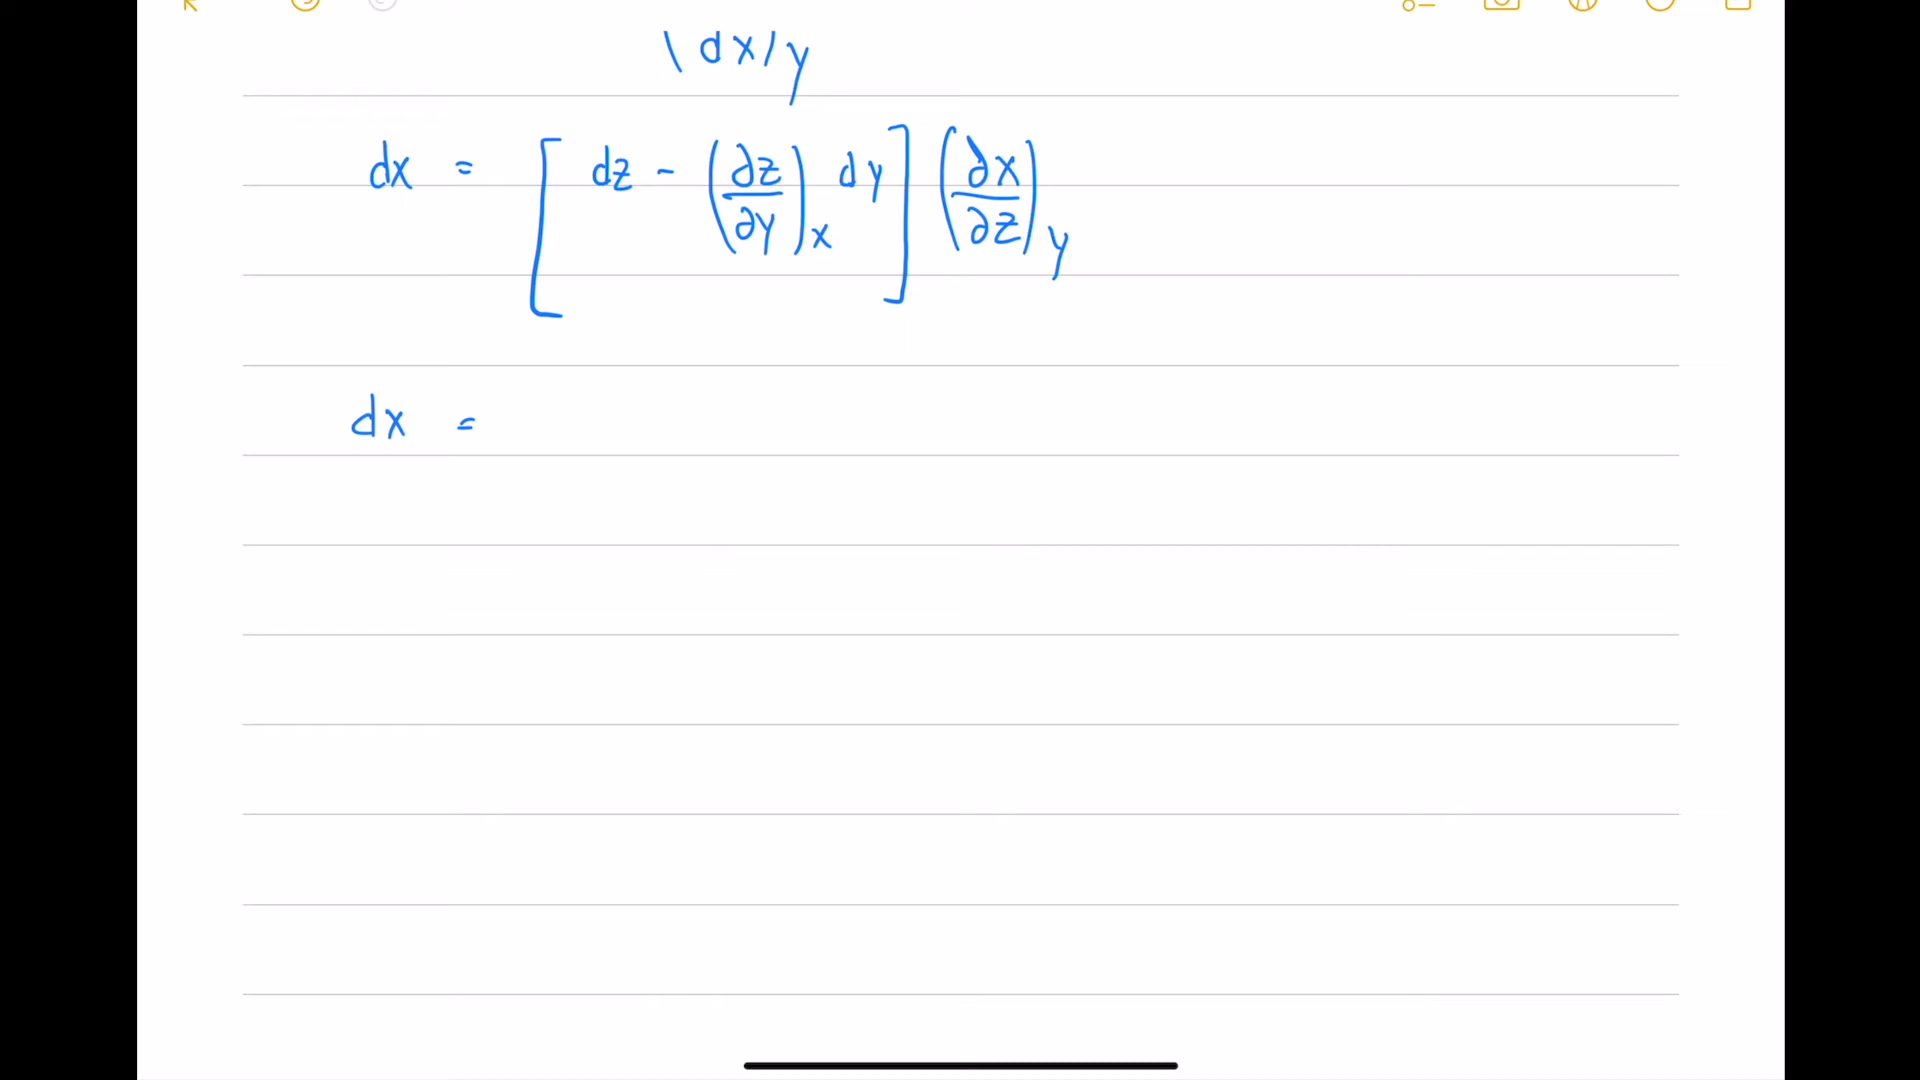 \ dx / y
dx = [ dz - (∂z/∂y)x dy ] (∂x/∂z)y
dx =